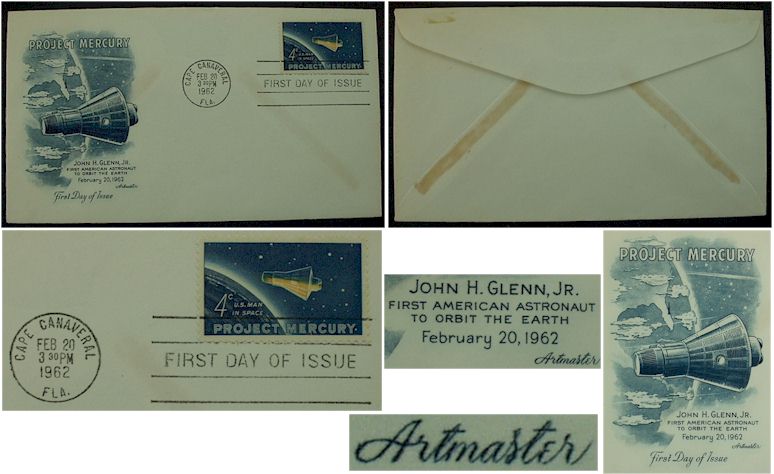 PROJECT MERCURY
JOHN H. GLENN, JR.
FIRST AMERICAN ASTRONAUT
TO ORBIT THE EARTH
February 20, 1962
Artmaster
First Day of Issue
CAPE CANAVERAL
FEB 20
3 30 PM
1962
FLA.
4c
U.S. MAN
IN SPACE
PROJECT MERCURY
FIRST DAY OF ISSUE
CAPE CANAVERAL
FEB 20
3 30 PM
1962
FLA.
4c
U.S. MAN
IN SPACE
PROJECT MERCURY
FIRST DAY OF ISSUE
JOHN H. GLENN, JR.
FIRST AMERICAN ASTRONAUT
TO ORBIT THE EARTH
February 20, 1962
Artmaster
Artmaster
PROJECT MERCURY
JOHN H. GLENN, JR.
FIRST AMERICAN ASTRONAUT
TO ORBIT THE EARTH
February 20, 1962
Artmaster
First Day of Issue